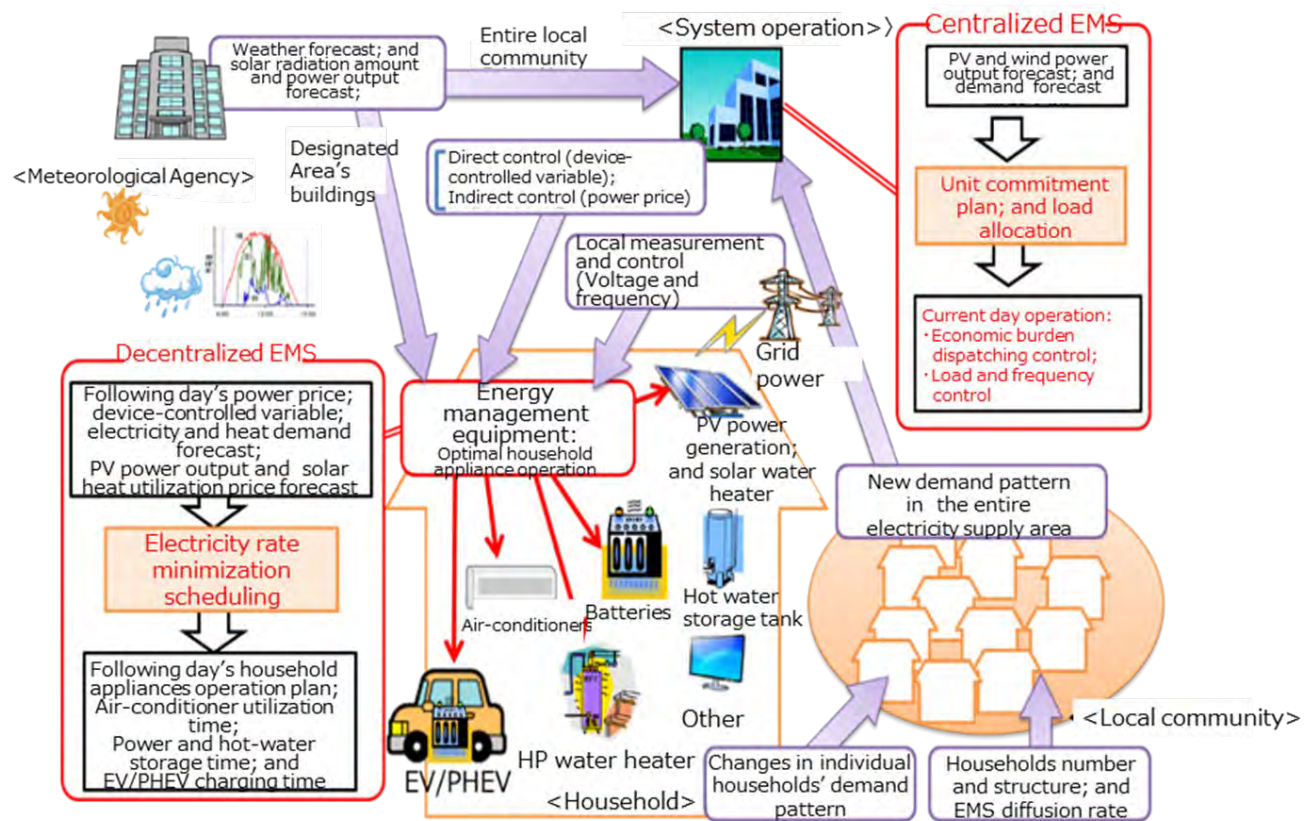 Weather forecast; and
solar radiation amount
and power output
forecast;
Entire local
community
<System operation>〉
Centralized EMS
PV and wind power
output forecast; and
demand forecast
Unit commitment
plan; and load
allocation
Current day operation:
・Economic burden
dispatching control;
・Load and frequency
control
<Meteorological Agency>
Designated
Area's
buildings
Direct control (device-
controlled variable);
Indirect control (power price)
Local measurement
and control
(Voltage and
frequency)
Grid
power
Decentralized EMS
Following day's power price;
device-controlled variable;
electricity and heat demand
forecast;
PV power output and solar
heat utilization price forecast
Electricity rate
minimization
scheduling
Following day's household
appliances operation plan;
Air-conditioner utilization
time;
Power and hot-water
storage time; and
EV/PHEV charging time
Energy
management
equipment:
Optimal household
appliance operation
PV power
generation;
and solar water
heater
Air-conditioners
Batteries
Hot water
storage tank
EV/PHEV
HP water heater
Other
<Household>
New demand pattern
in the entire
electricity supply area
<Local community>
Changes in individual
households' demand
pattern
Households number
and structure; and
EMS diffusion rate